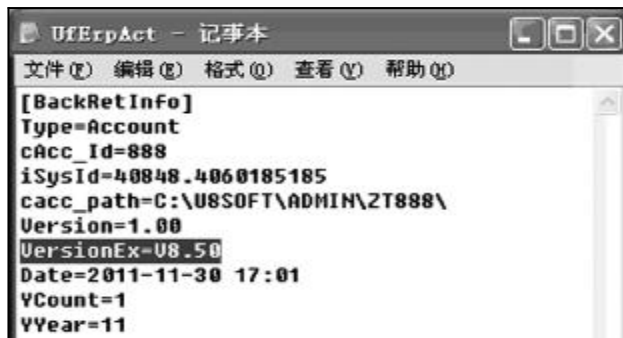 UfErpAct - 记事本
文件(F) 编辑(E) 格式(O) 查看(V) 帮助(H)
[BackRetInfo]
Type=Account
cAcc_Id=888
iSysId=40848.4060185185
cacc_path=C:\U8SOFT\ADMIN\ZT888\
Version=1.00
VersionEx=V8.50
Date=2011-11-30 17:01
YCount=1
YYear=11